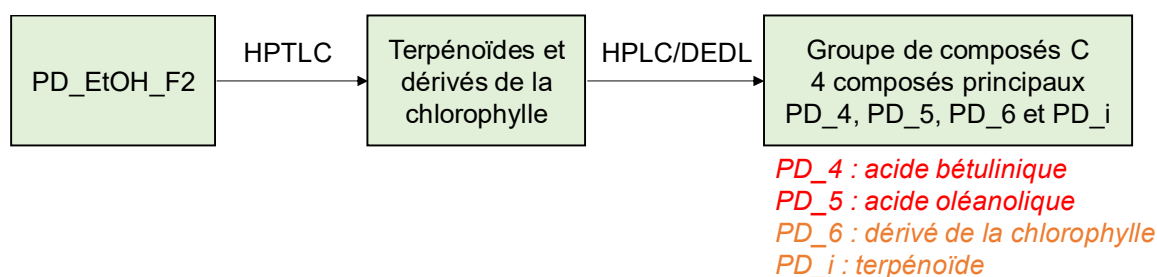 PD_EtOH_F2
HPTLC
Terpénoïdes et
dérivés de la
chlorophylle
HPLC/DEDL
Groupe de composés C
4 composés principaux
PD_4, PD_5, PD_6 et PD_i
PD_4 : acide bétulinique
PD_5 : acide oléanolique
PD_6 : dérivé de la chlorophylle
PD_i : terpénoïde